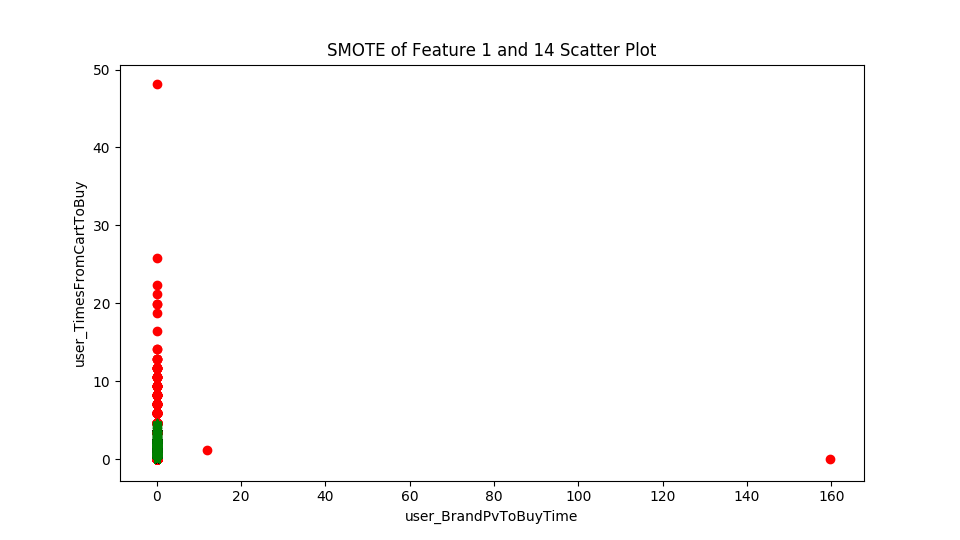 SMOTE of Feature 1 and 14 Scatter Plot
50
40
30
20
10
0
user_TimesFromCartToBuy
0 20 40 60 80 100 120 140 160
user_BrandPvToBuyTime